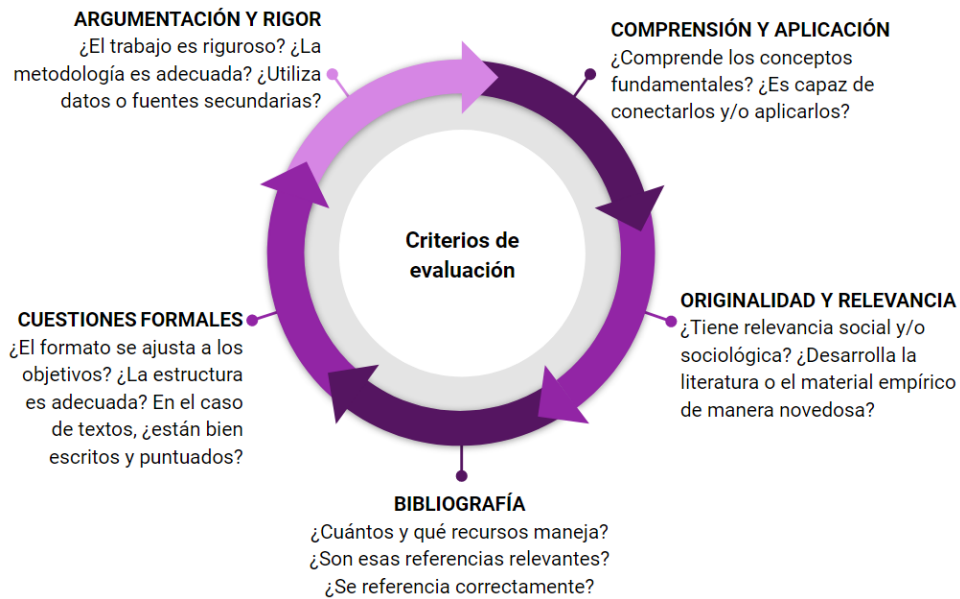 ARGUMENTACIÓN Y RIGOR
¿El trabajo es riguroso? ¿La
metodología es adecuada? ¿Utiliza
datos o fuentes secundarias?
COMPRENSIÓN Y APLICACIÓN
¿Comprende los conceptos
fundamentales? ¿Es capaz de
conectarlos y/o aplicarlos?
Criterios de
evaluación
ORIGINALIDAD Y RELEVANCIA
¿Tiene relevancia social y/o
sociológica? ¿Desarrolla la
literatura o el material empírico
de manera novedosa?
CUESTIONES FORMALES
¿El formato se ajusta a los
objetivos? ¿La estructura
es adecuada? En el caso
de textos, ¿están bien
escritos y puntuados?
BIBLIOGRAFÍA
¿Cuántos y qué recursos maneja?
¿Son esas referencias relevantes?
¿Se referencia correctamente?